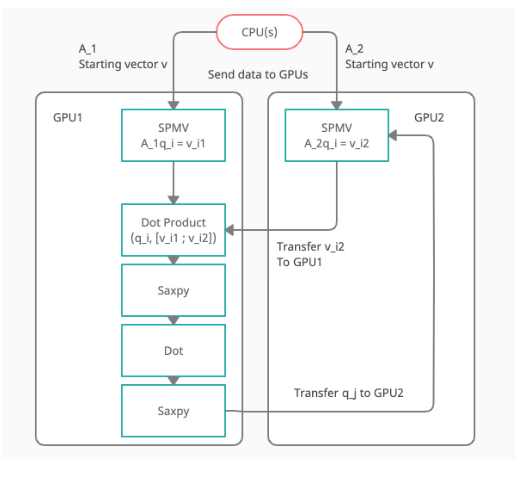 CPU(s)
A_1
Starting vector v
A_2
Starting vector v
Send data to GPUs
GPU1
GPU2
SPMV
A_1q_i = v_i1
SPMV
A_2q_i = v_i2
Dot Product
(q_i, [v_i1 ; v_i2])
Transfer v_i2
To GPU1
Saxpy
Dot
Saxpy
Transfer q_j to GPU2